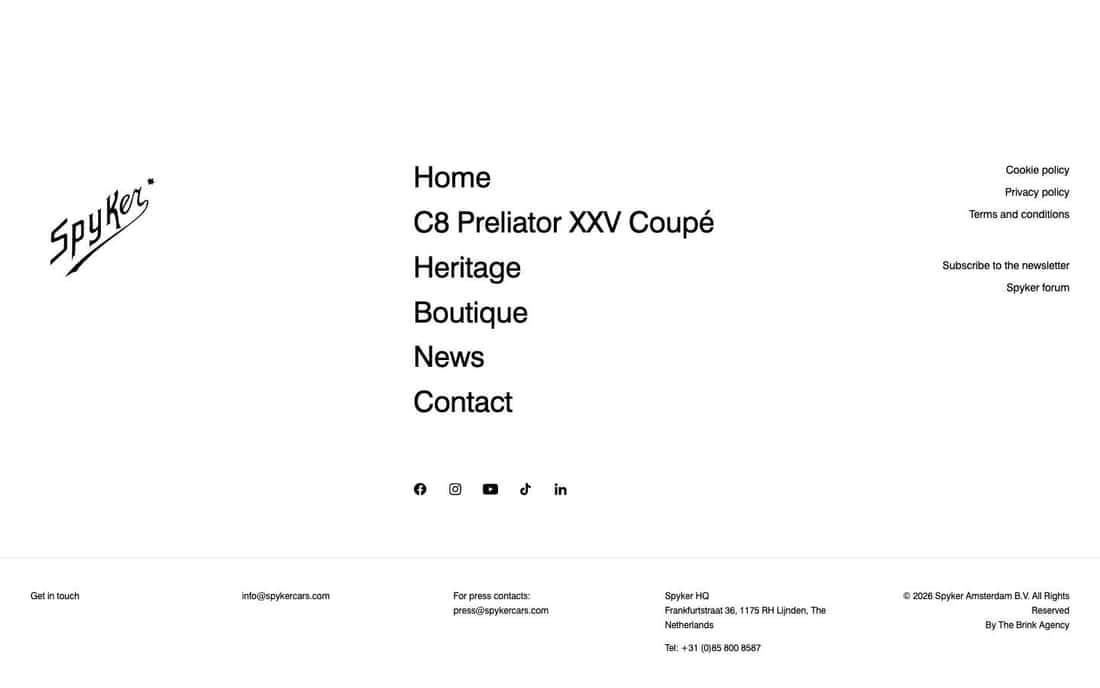 Spyker
Home
C8 Preliator XXV Coupé
Heritage
Boutique
News
Contact
Cookie policy
Privacy policy
Terms and conditions
Subscribe to the newsletter
Spyker forum
Get in touch
info@spykercars.com
For press contacts:
press@spykercars.com
Spyker HQ
Frankfurtstraat 36, 1175 RH Lijnden, The
Netherlands
Tel: +31 (0)85 800 8587
© 2026 Spyker Amsterdam B.V. All Rights
Reserved
By The Brink Agency